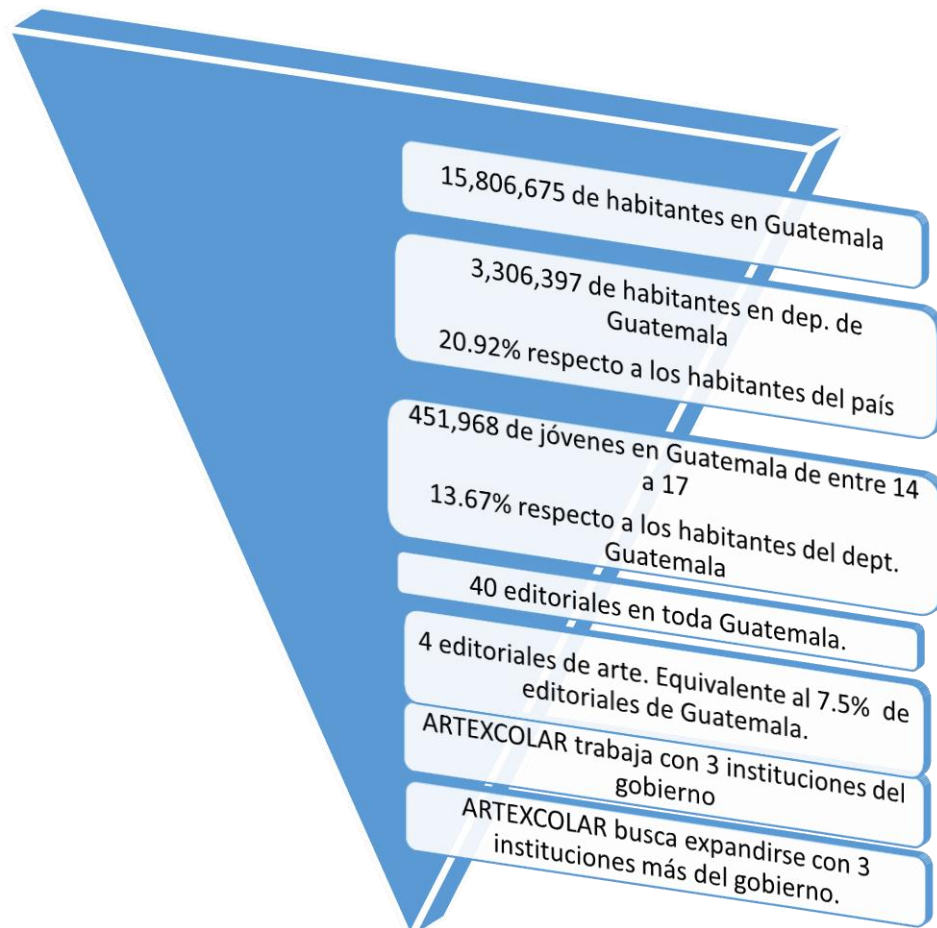 15,806,675 de habitantes en Guatemala
3,306,397 de habitantes en dep. de
Guatemala
20.92% respecto a los habitantes del país
451,968 de jóvenes en Guatemala de entre 14
a 17
13.67% respecto a los habitantes del dept.
Guatemala
40 editoriales en toda Guatemala.
4 editoriales de arte. Equivalente al 7.5% de
editoriales de Guatemala.
ARTEXCOLAR trabaja con 3 instituciones del
gobierno
ARTEXCOLAR busca expandirse con 3
instituciones más del gobierno.